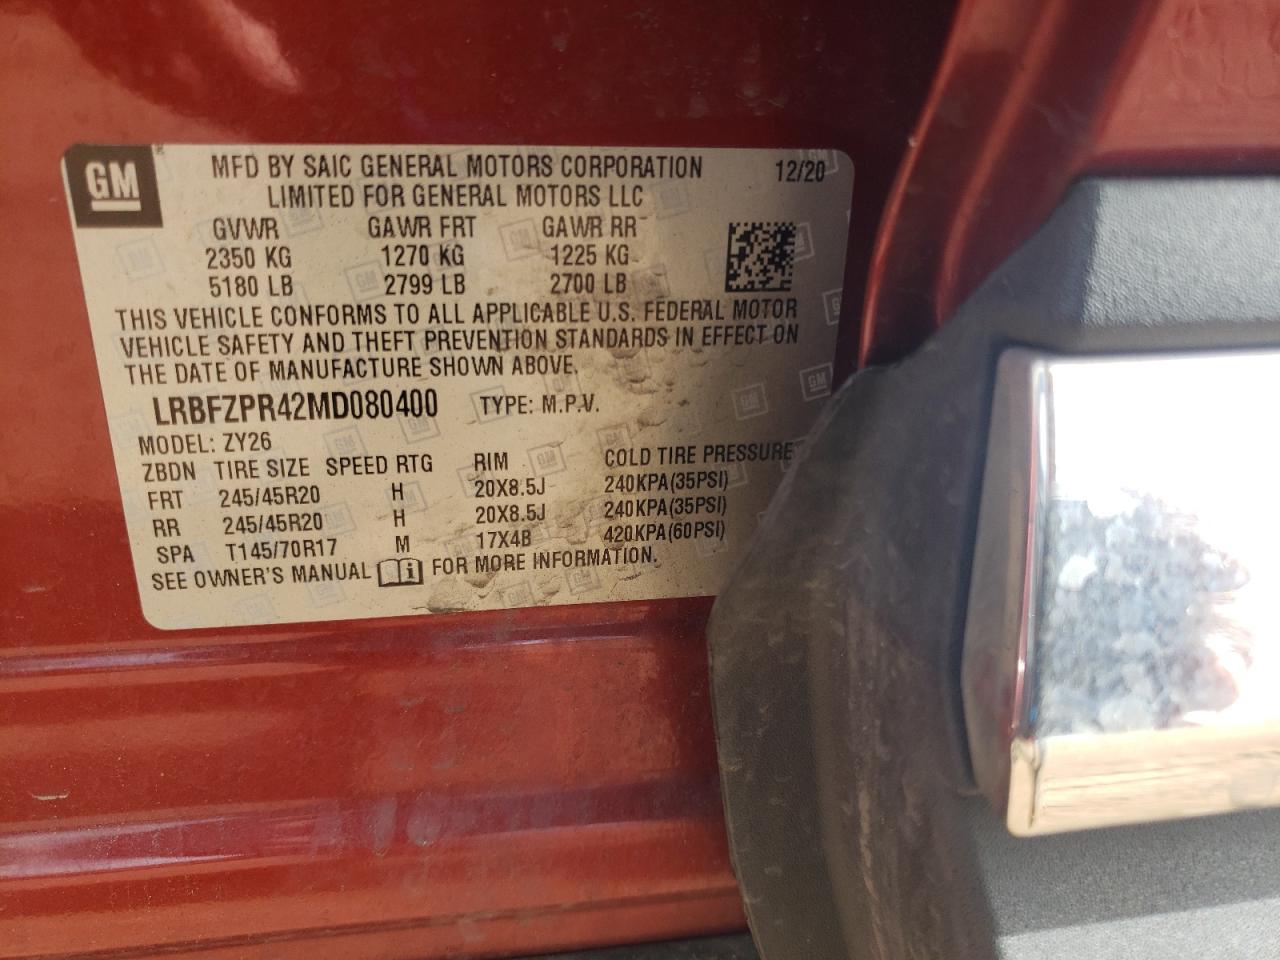 GM
MFD BY SAIC GENERAL MOTORS CORPORATION 12/20
LIMITED FOR GENERAL MOTORS LLC
GVWR GAWR FRT GAWR RR
2350 KG 1270 KG 1225 KG
5180 LB 2799 LB 2700 LB
THIS VEHICLE CONFORMS TO ALL APPLICABLE U.S. FEDERAL MOTOR
VEHICLE SAFETY AND THEFT PREVENTION STANDARDS IN EFFECT ON
THE DATE OF MANUFACTURE SHOWN ABOVE.
LRBFZPR42MD080400 TYPE: M.P.V.
MODEL: ZY26
ZBDN TIRE SIZE SPEED RTG RIM COLD TIRE PRESSURE
FRT 245/45R20 H 20X8.5J 240KPA(35PSI)
RR 245/45R20 H 20X8.5J 240KPA(35PSI)
SPA T145/70R17 M 17X4B 420KPA(60PSI)
SEE OWNER'S MANUAL i FOR MORE INFORMATION.